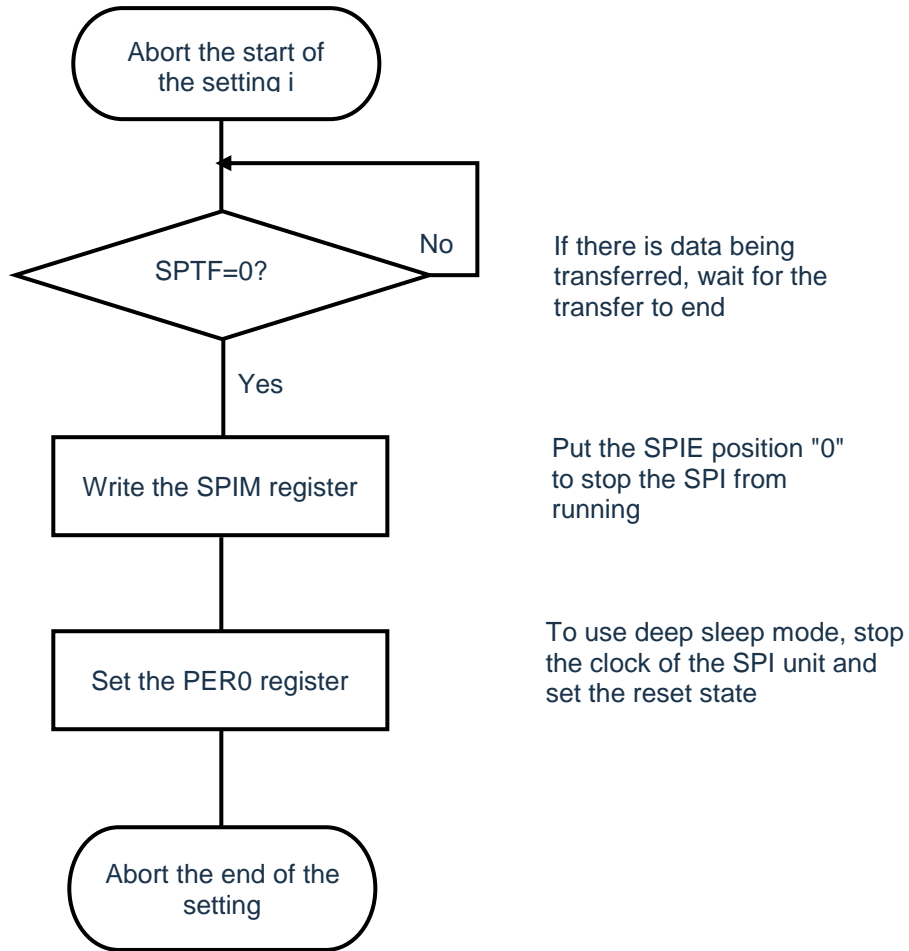 Abort the start of
the setting i
No
SPTF=0?
If there is data being
transferred, wait for the
transfer to end
Yes
Write the SPIM register
Put the SPIE position "0"
to stop the SPI from
running
Set the PER0 register
To use deep sleep mode, stop
the clock of the SPI unit and
set the reset state
Abort the end of the
setting